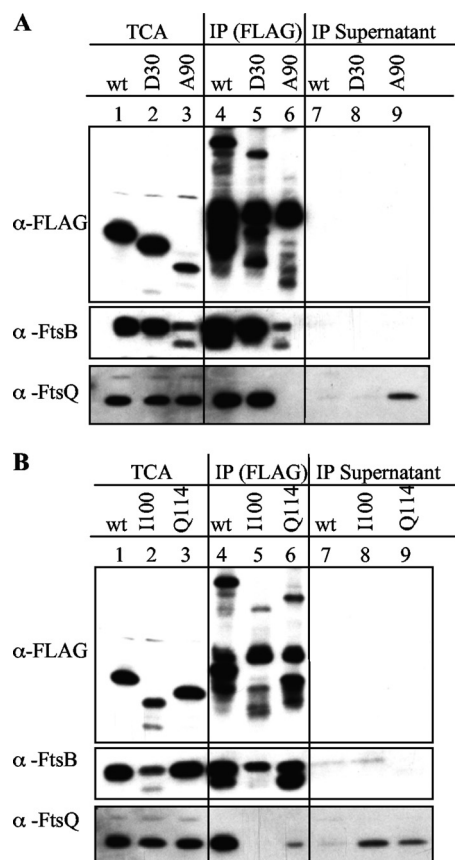 A
TCA IP (FLAG) IP Supernatant
wt D30 A90 wt D30 A90 wt D30 A90
1 2 3 4 5 6 7 8 9
α-FLAG
α -FtsB
α -FtsQ
B
TCA IP (FLAG) IP Supernatant
wt I100 Q114 wt I100 Q114 wt I100 Q114
1 2 3 4 5 6 7 8 9
α-FLAG
α -FtsB
α -FtsQ